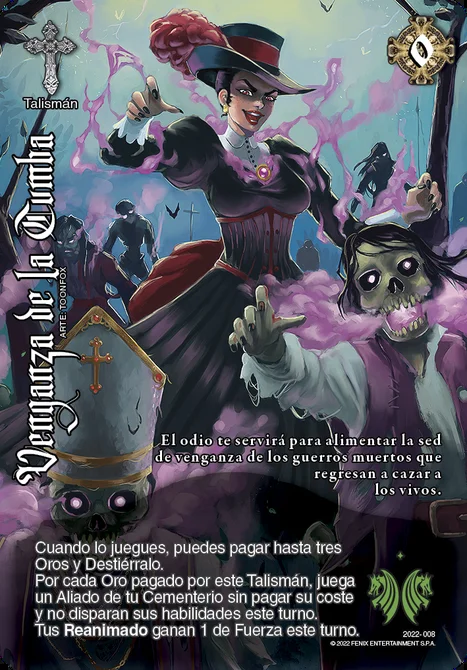 0
Talismán
Venganza de la Tumba
ARTE: TOONFOX
El odio te servirá para alimentar la sed
de venganza de los guerros muertos que
regresan a cazar a
los vivos.
Cuando lo juegues, puedes pagar hasta tres
Oros y Destiérralo.
Por cada Oro pagado por este Talismán, juega
un Aliado de tu Cementerio sin pagar su coste
y no disparan sus habilidades este turno.
Tus Reanimado ganan 1 de Fuerza este turno.
2022- 008
© 2022 FENIX ENTERTAINMENT S.P.A.